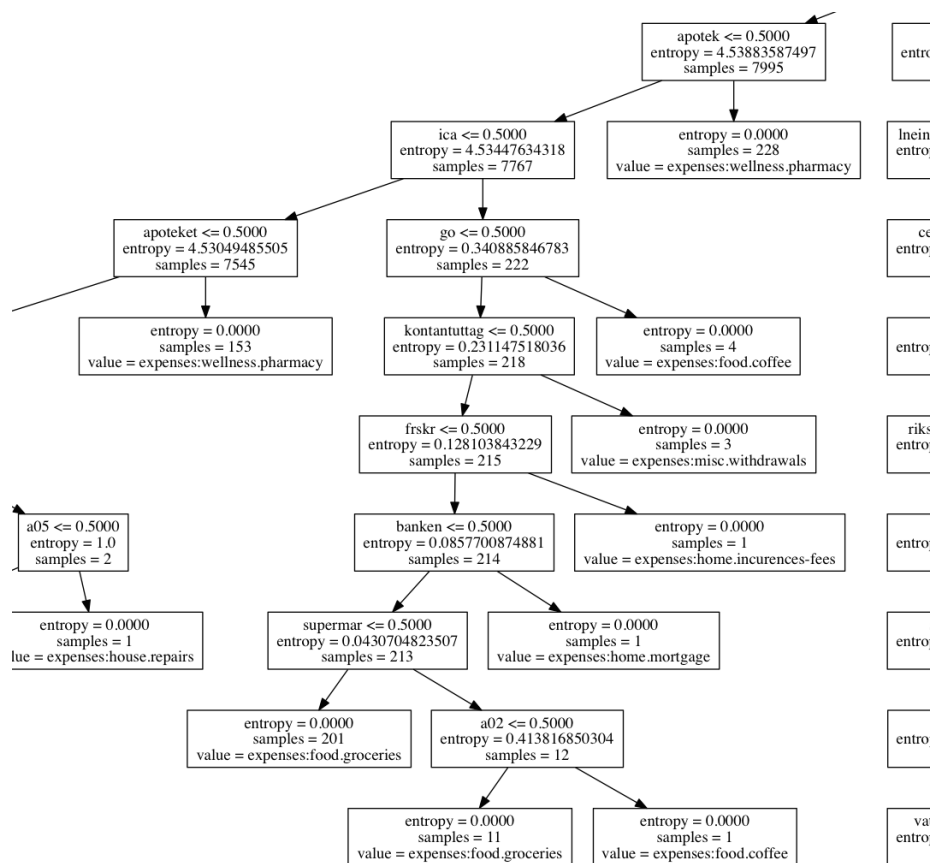 apotek <= 0.5000
entropy = 4.53883587497
samples = 7995
ica <= 0.5000
entropy = 4.53447634318
samples = 7767
entropy = 0.0000
samples = 228
value = expenses:wellness.pharmacy
apoteket <= 0.5000
entropy = 4.53049485505
samples = 7545
go <= 0.5000
entropy = 0.340885846783
samples = 222
entropy = 0.0000
samples = 153
value = expenses:wellness.pharmacy
kontantuttag <= 0.5000
entropy = 0.231147518036
samples = 218
entropy = 0.0000
samples = 4
value = expenses:food.coffee
frskr <= 0.5000
entropy = 0.128103843229
samples = 215
entropy = 0.0000
samples = 3
value = expenses:misc.withdrawals
a05 <= 0.5000
entropy = 1.0
samples = 2
banken <= 0.5000
entropy = 0.0857700874881
samples = 214
entropy = 0.0000
samples = 1
value = expenses:home.incurences-fees
entropy = 0.0000
samples = 1
lue = expenses:house.repairs
supermar <= 0.5000
entropy = 0.0430704823507
samples = 213
entropy = 0.0000
samples = 1
value = expenses:home.mortgage
entropy = 0.0000
samples = 201
value = expenses:food.groceries
a02 <= 0.5000
entropy = 0.413816850304
samples = 12
entropy = 0.0000
samples = 11
value = expenses:food.groceries
entropy = 0.0000
samples = 1
value = expenses:food.coffee